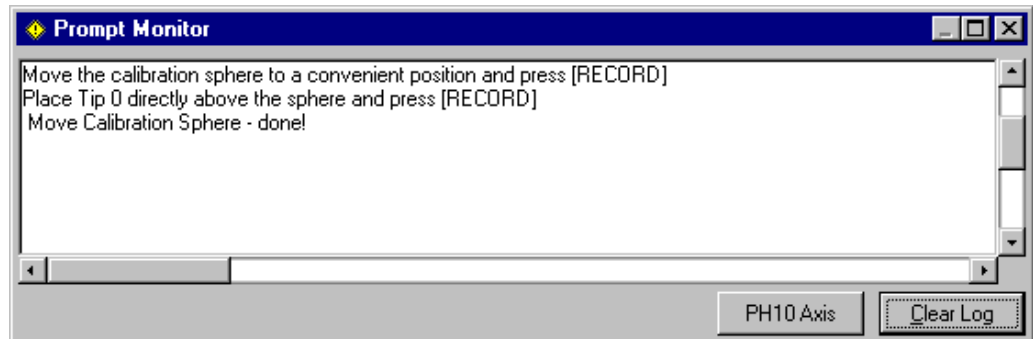 Prompt Monitor
Move the calibration sphere to a convenient position and press [RECORD]
Place Tip 0 directly above the sphere and press [RECORD]
Move Calibration Sphere - done!
PH10 Axis
Clear Log